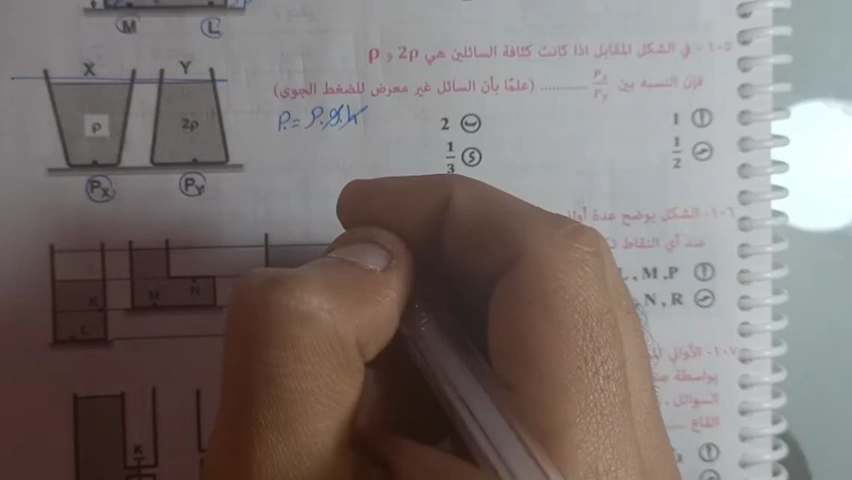 M L
١٠٥- في الشكل المقابل اذا كانت كثافة السائلين هي 2ρ و ρ
فإن النسبه بين Px/Py ............ (علمًا بأن السائل غير معرض للضغط الجوي)
X Y
ρ 2ρ
Px Py
P = ρ.g.h
أ 1
ب 2
ج 1/2
د 1/3
١٠٦- الشكل يوضح عدة
عند أي النقاط
أ L , M , P
ج N , R
K L M N
١٠٧- الأواني
بواسطة
السوائل
القاع
أ
ج
K